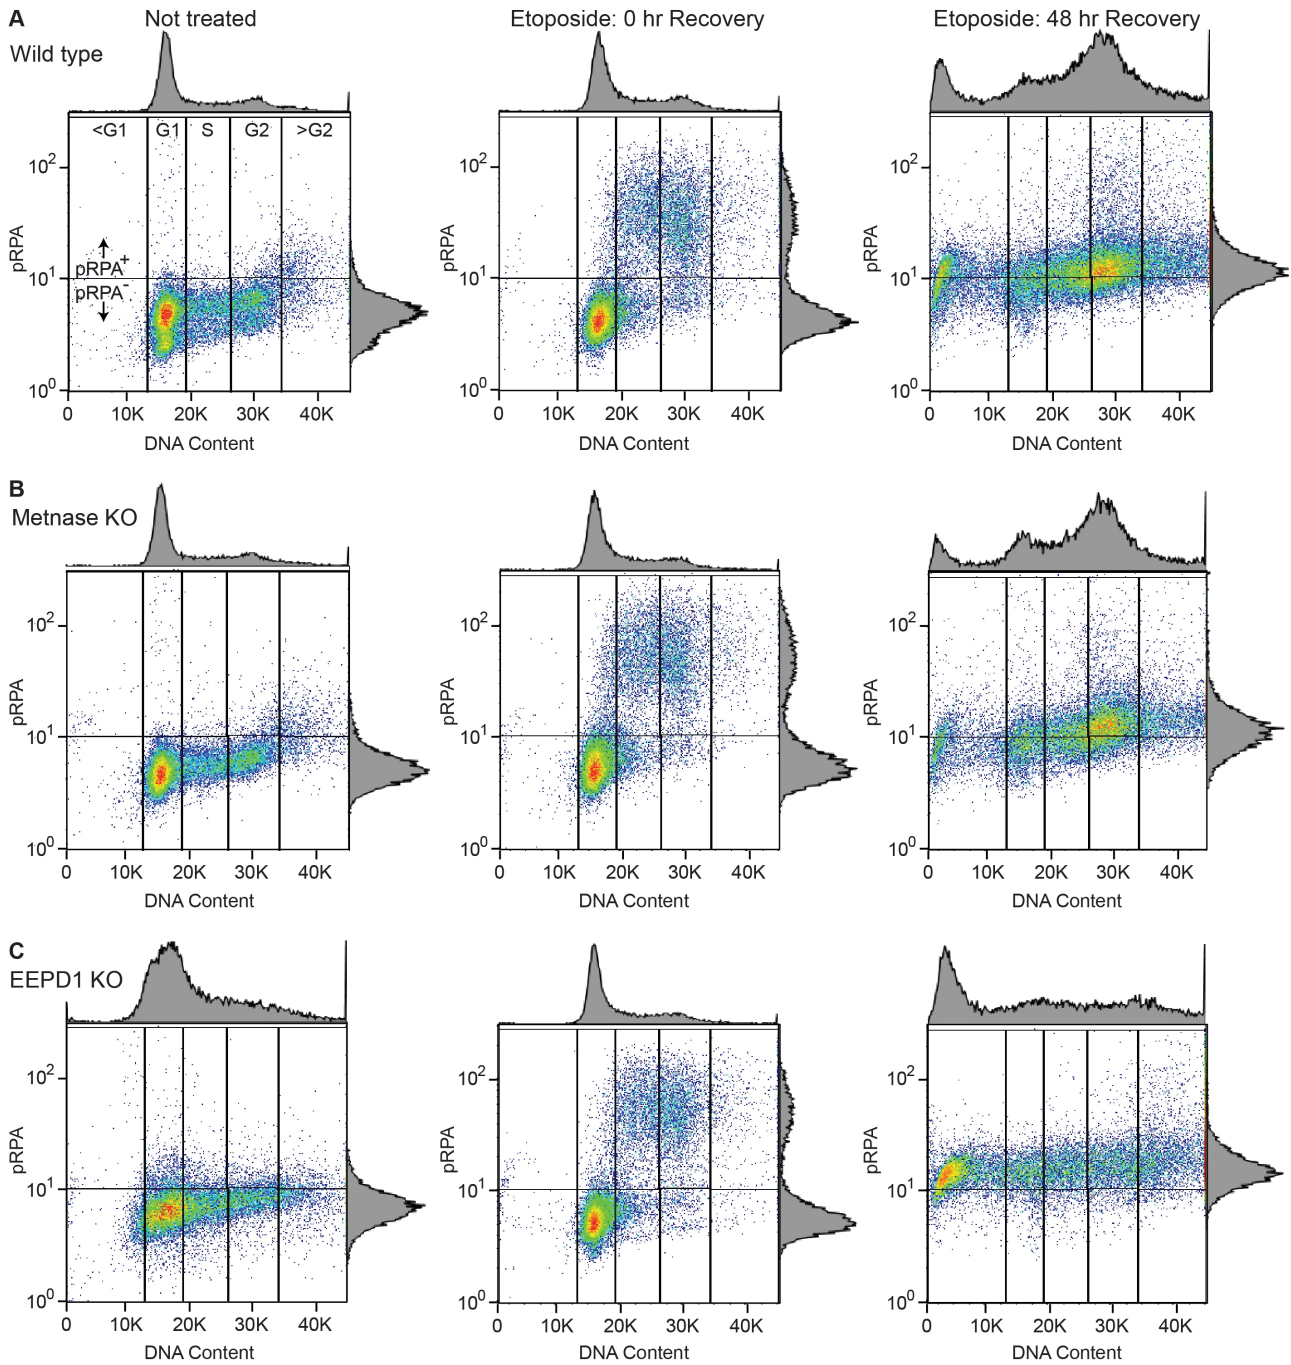 A
Not treated
Etoposide: 0 hr Recovery
Etoposide: 48 hr Recovery
Wild type
<G1 G1 S G2 >G2
pRPA+
pRPA-
pRPA
10²
10¹
10⁰
0 10K 20K 30K 40K
DNA Content
pRPA
10²
10¹
10⁰
0 10K 20K 30K 40K
DNA Content
pRPA
10²
10¹
10⁰
0 10K 20K 30K 40K
DNA Content
B
Metnase KO
pRPA
10²
10¹
10⁰
0 10K 20K 30K 40K
DNA Content
pRPA
10²
10¹
10⁰
0 10K 20K 30K 40K
DNA Content
pRPA
10²
10¹
10⁰
0 10K 20K 30K 40K
DNA Content
C
EEPD1 KO
pRPA
10²
10¹
10⁰
0 10K 20K 30K 40K
DNA Content
pRPA
10²
10¹
10⁰
0 10K 20K 30K 40K
DNA Content
pRPA
10²
10¹
10⁰
0 10K 20K 30K 40K
DNA Content